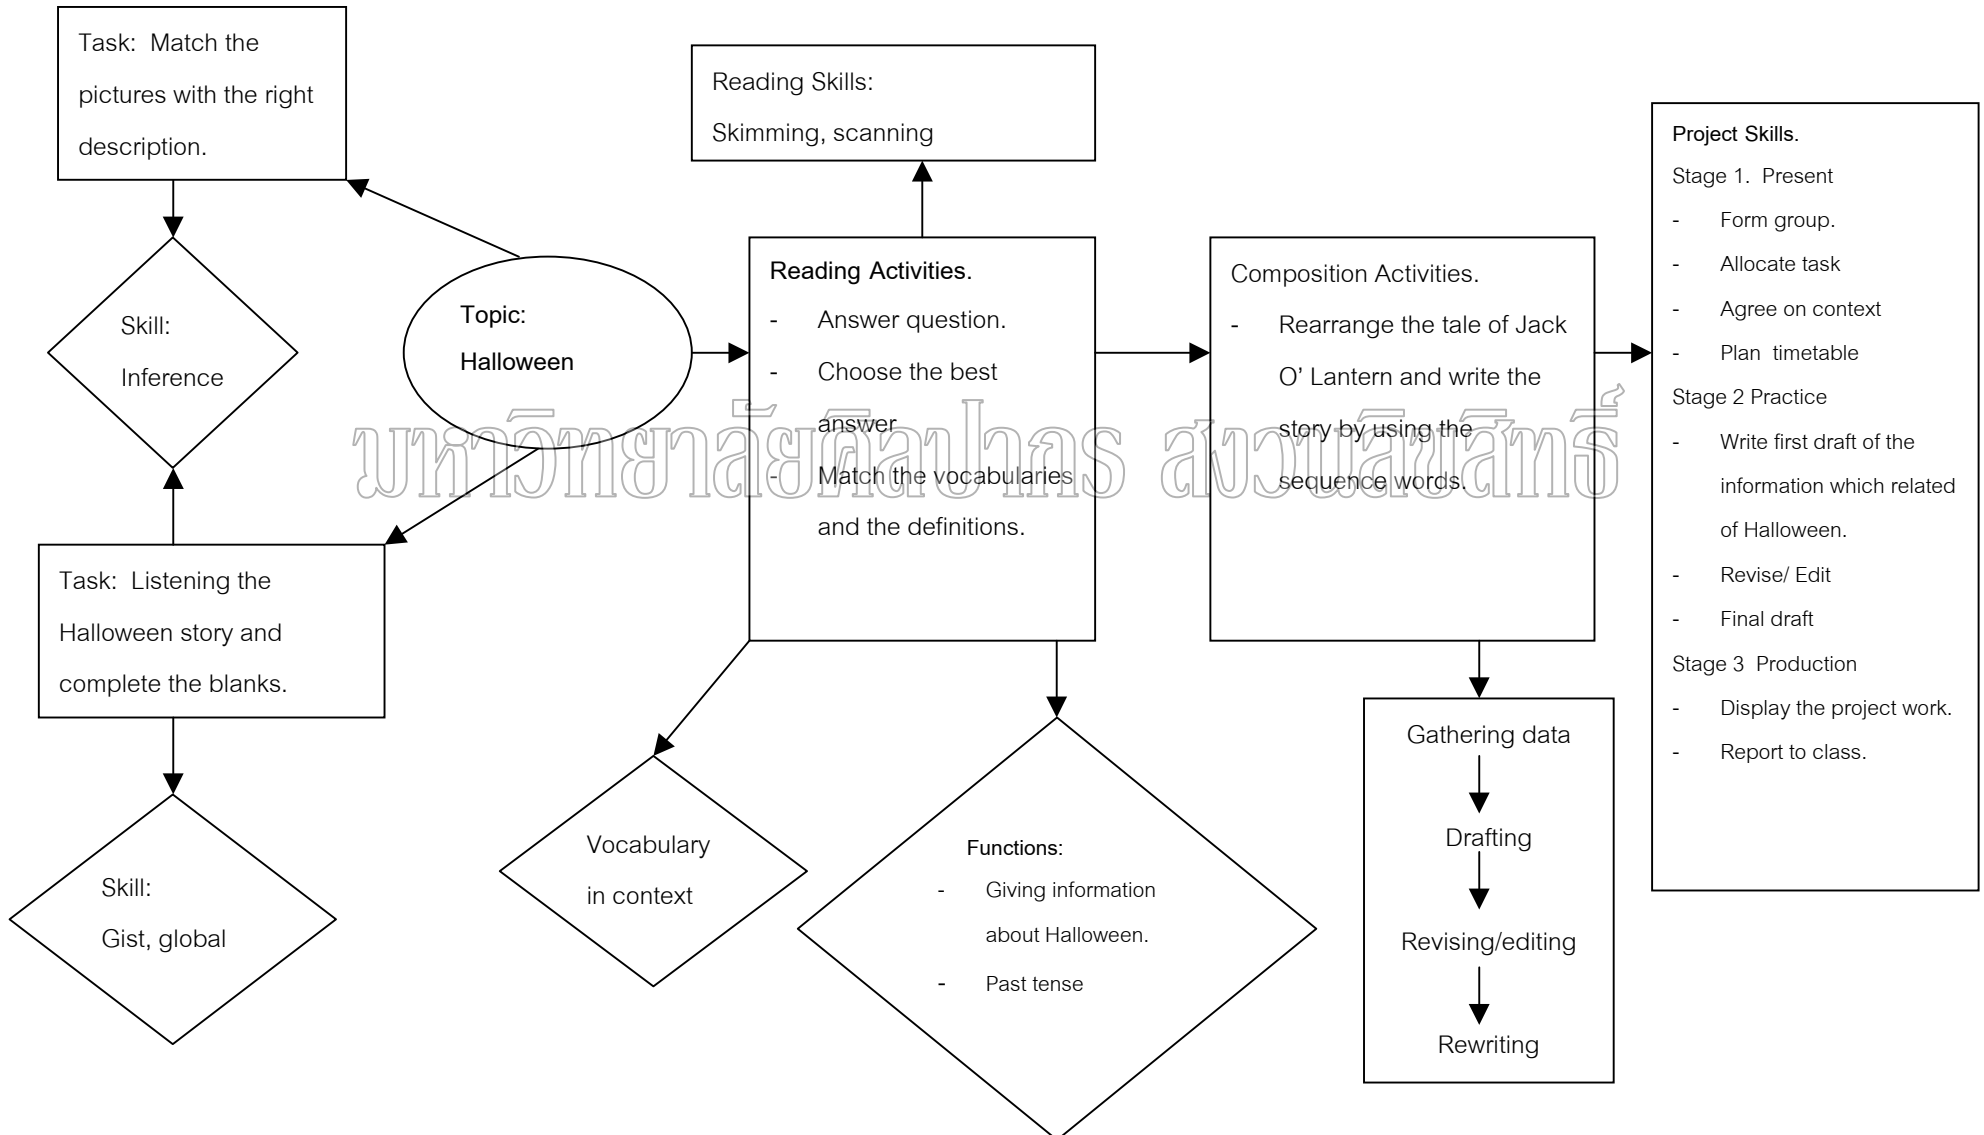 Task: Match the
pictures with the right
description.
Reading Skills:
Skimming, scanning
Skill:
Inference
Topic:
Halloween
Reading Activities.
- Answer question.
- Choose the best
answer
- Match the vocabularies
and the definitions.
Composition Activities.
- Rearrange the tale of Jack
O' Lantern and write the
story by using the
sequence words.
Project Skills.
Stage 1. Present
- Form group.
- Allocate task
- Agree on context
- Plan timetable
Stage 2 Practice
- Write first draft of the
information which related
of Halloween.
- Revise/ Edit
- Final draft
Stage 3 Production
- Display the project work.
- Report to class.
มหาวิทยาลัยศิลปากร สงวนลิขสิทธิ์
Task: Listening the
Halloween story and
complete the blanks.
Skill:
Gist, global
Vocabulary
in context
Functions:
- Giving information
about Halloween.
- Past tense
Gathering data
Drafting
Revising/editing
Rewriting